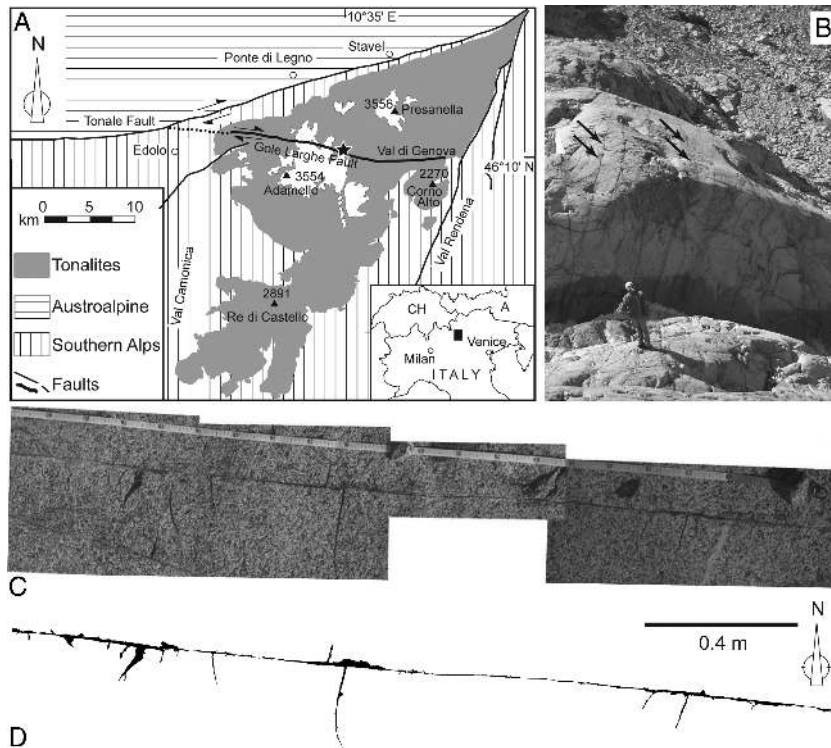 A
N
10°35' E
Stavel
Ponte di Legno
3556
Presanella
Tonale Fault
Edolo
Gole Larghe Fault
Val di Genova
46°10' N
3554
Adamello
2270
Corno
Alto
Val Rendena
Val Camonica
2891
Re di Castello
0 5 10
km
Tonalites
Austroalpine
Southern Alps
Faults
CH
A
Milan
Venice
ITALY
B
C
N
0.4 m
D